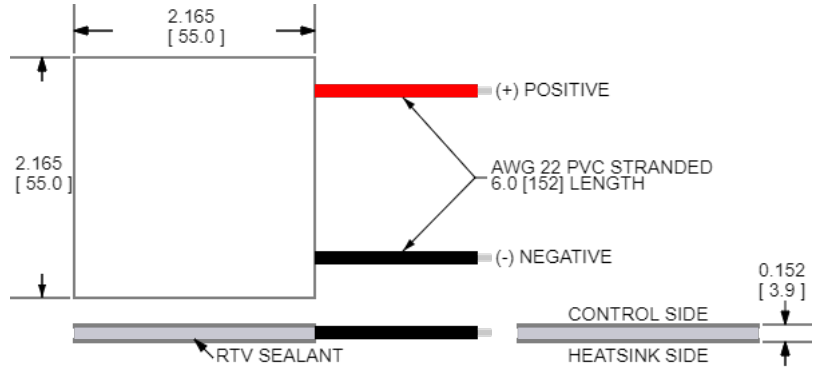 2.165
[ 55.0 ]
(+) POSITIVE
2.165
[ 55.0 ]
AWG 22 PVC STRANDED
6.0 [152] LENGTH
(-) NEGATIVE
0.152
[ 3.9 ]
CONTROL SIDE
RTV SEALANT
HEATSINK SIDE